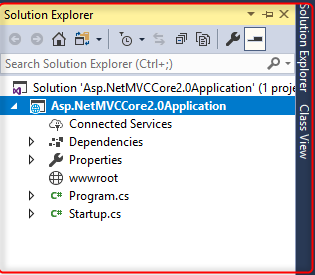 Solution Explorer
Search Solution Explorer (Ctrl+;)
Solution 'Asp.NetMVCCore2.0Application' (1 proje
Asp.NetMVCCore2.0Application
Connected Services
Dependencies
Properties
wwwroot
C# Program.cs
C# Startup.cs
Solution Explorer
Class View